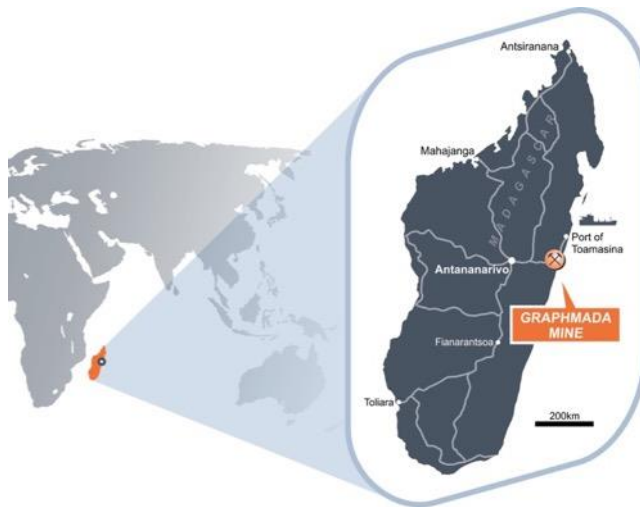 Antsiranana
Mahajanga
MADAGASCAR
Port of
Toamasina
Antananarivo
GRAPHMADA
MINE
Fianarantsoa
Toliara
200km